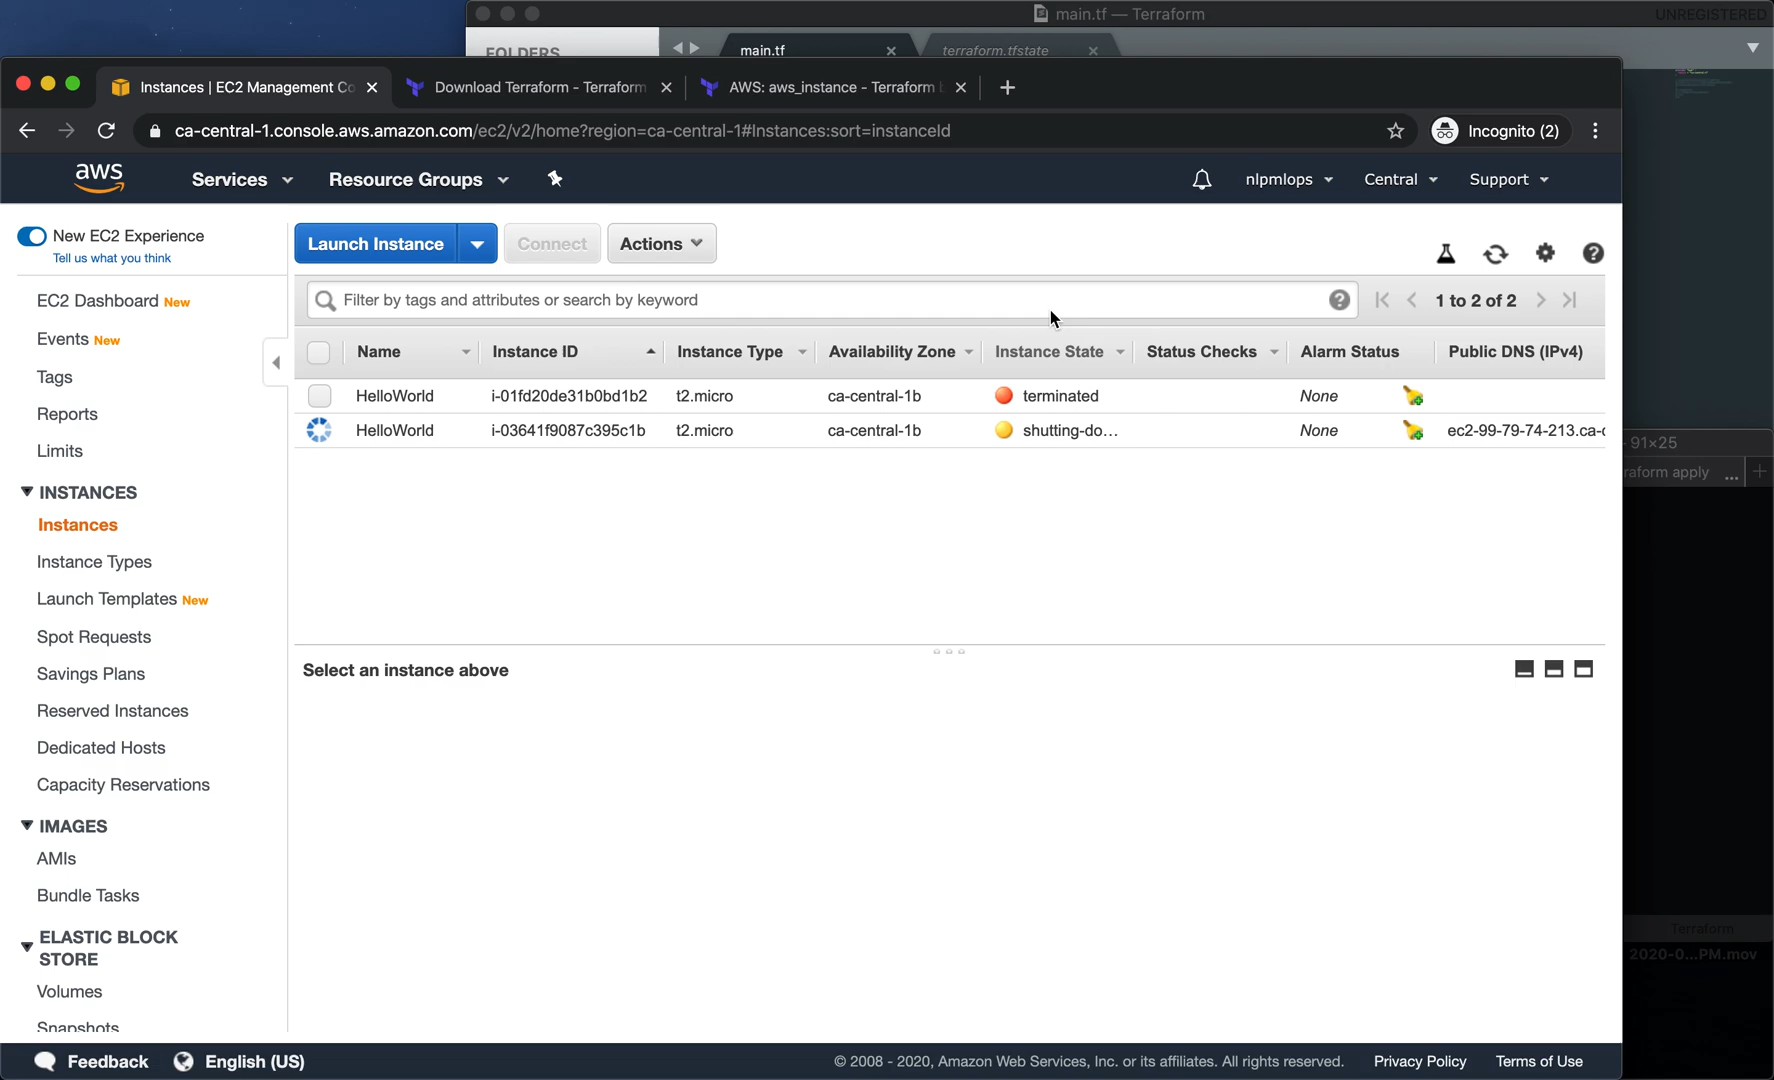 main.tf — Terraform
UNREGISTERED
FOLDERS
main.tf
terraform.tfstate
Instances | EC2 Management Co
Download Terraform - Terraform
AWS: aws_instance - Terraform
ca-central-1.console.aws.amazon.com/ec2/v2/home?region=ca-central-1#Instances:sort=instanceId
Incognito (2)
aws
Services
Resource Groups
nlpmlops
Central
Support
New EC2 Experience
Tell us what you think
Launch Instance
Connect
Actions
EC2 Dashboard New
Events New
Tags
Reports
Limits
INSTANCES
Instances
Instance Types
Launch Templates New
Spot Requests
Savings Plans
Reserved Instances
Dedicated Hosts
Capacity Reservations
IMAGES
AMIs
Bundle Tasks
ELASTIC BLOCK
STORE
Volumes
Snapshots
Filter by tags and attributes or search by keyword
1 to 2 of 2
Name Instance ID Instance Type Availability Zone Instance State Status Checks Alarm Status Public DNS (IPv4)
HelloWorld i-01fd20de31b0bd1b2 t2.micro ca-central-1b terminated None
HelloWorld i-03641f9087c395c1b t2.micro ca-central-1b shutting-do... None ec2-99-79-74-213.ca-c
Select an instance above
91×25
raform apply ...
Terraform
2020-0...PM.mov
Feedback
English (US)
© 2008 - 2020, Amazon Web Services, Inc. or its affiliates. All rights reserved.
Privacy Policy
Terms of Use